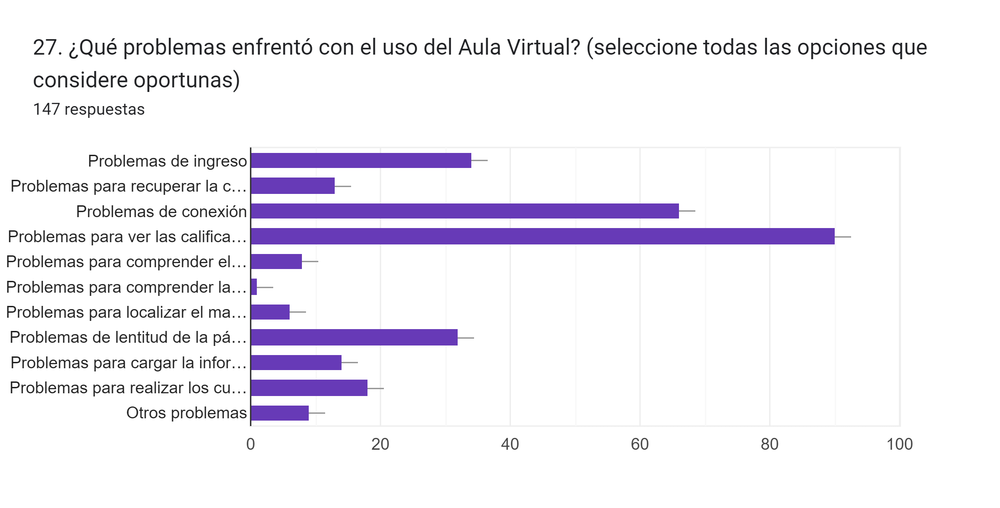 27. ¿Qué problemas enfrentó con el uso del Aula Virtual? (seleccione todas las opciones que
considere oportunas)
147 respuestas
Problemas de ingreso
Problemas para recuperar la c…
Problemas de conexión
Problemas para ver las califica…
Problemas para comprender el…
Problemas para comprender la…
Problemas para localizar el ma…
Problemas de lentitud de la pá…
Problemas para cargar la infor…
Problemas para realizar los cu…
Otros problemas
0 20 40 60 80 100